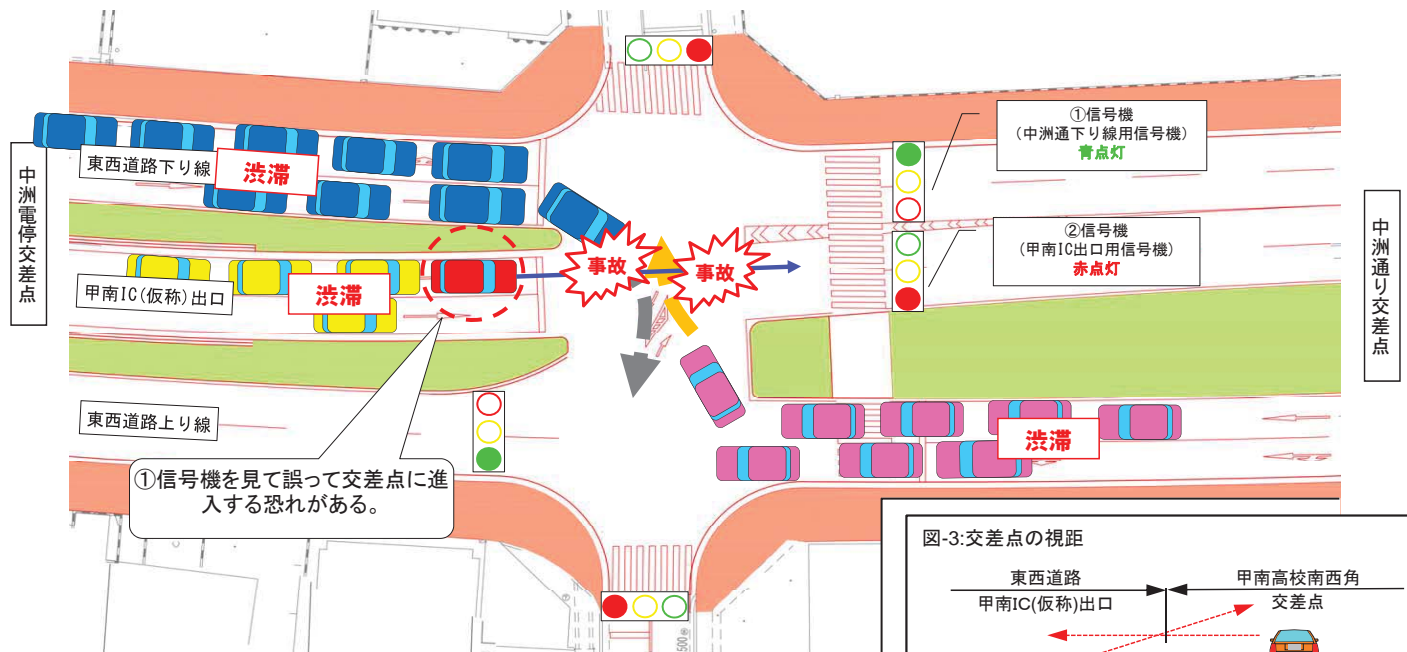 ①信号機
(中洲通下り線用信号機)
青点灯
中洲電停交差点
東西道路下り線
渋滞
②信号機
(甲南IC出口用信号機)
赤点灯
中洲通り交差点
事故
事故
甲南IC(仮称)出口
渋滞
東西道路上り線
渋滞
①信号機を見て誤って交差点に進
入する恐れがある。
図-3:交差点の視距
東西道路
甲南IC(仮称)出口
甲南高校南西角
交差点